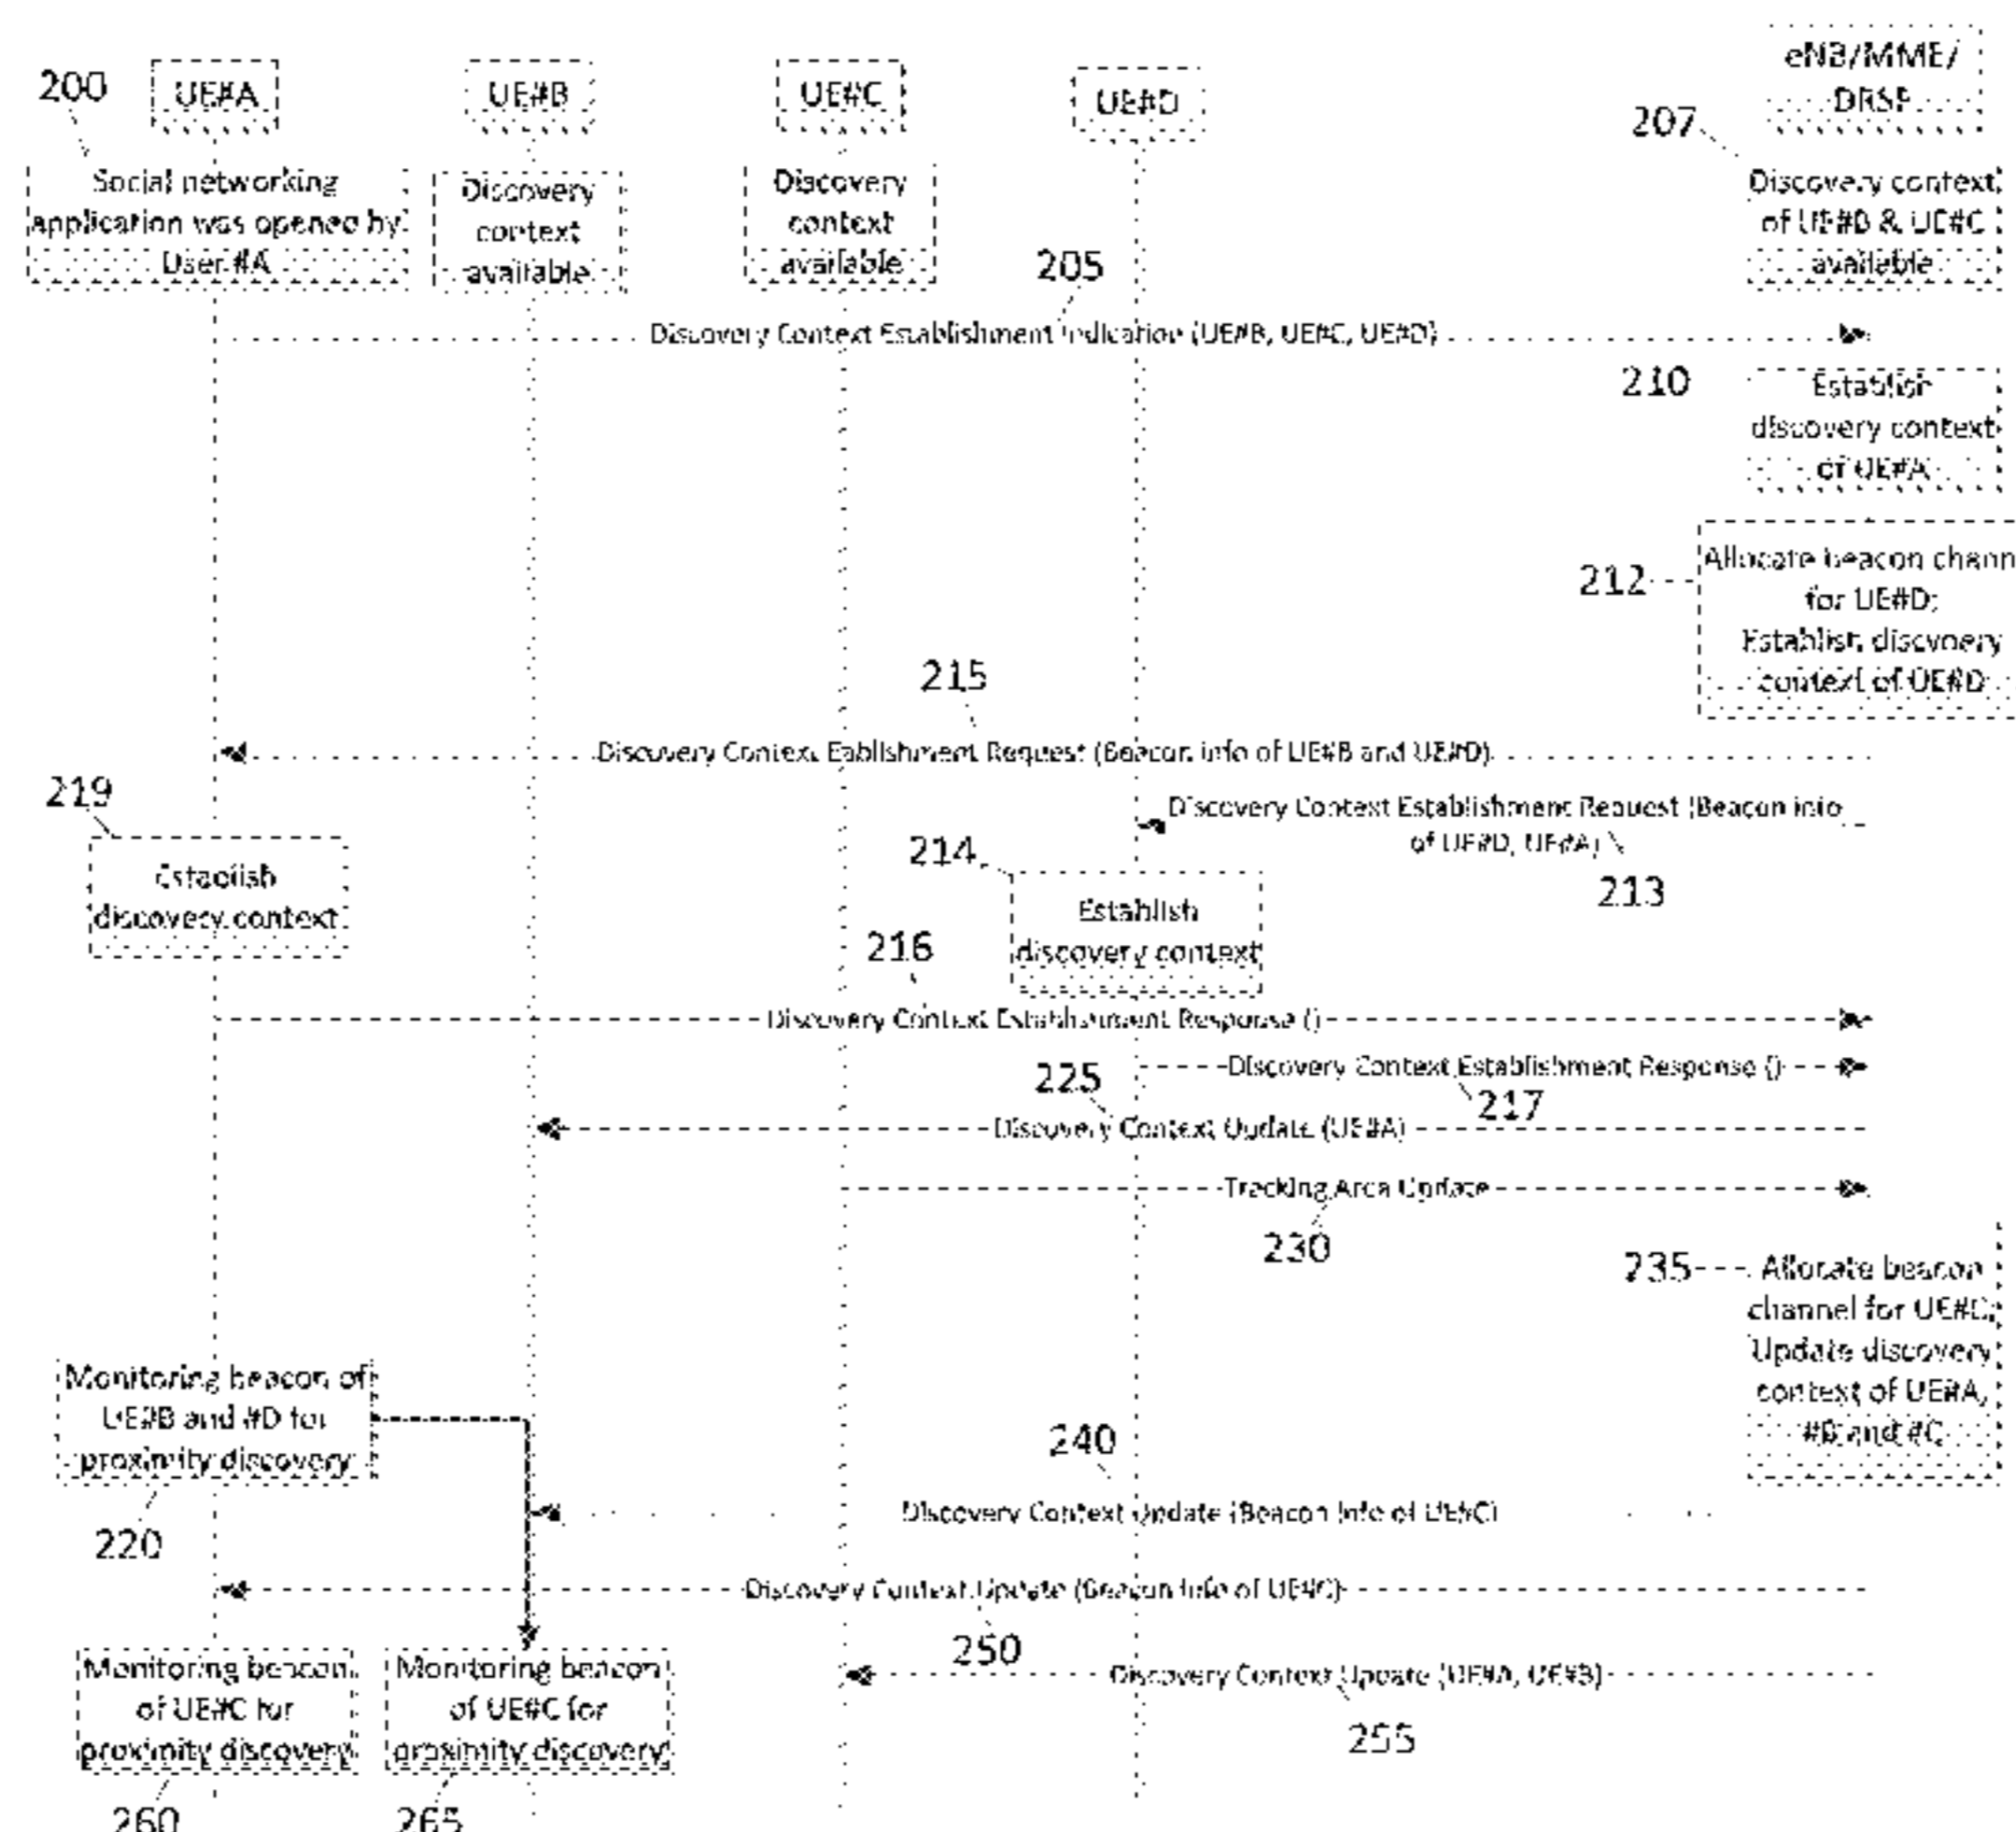 200
UE#A
UE#B
UE#C
UE#D
eNB/MME/
DRSF
207
Social networking
application was opened by
User #A
Discovery
context
available
Discovery
context
available
Discovery context
of UE#B & UE#C
available
205
Discovery Context Establishment Indication (UE#B, UE#C, UE#D)
210
Establish
discovery context
of UE#A
212
Allocate beacon chann
for UE#D;
Establish discvoery
context of UE#D
215
Discovery Context Eablishment Request (Beacon info of UE#B and UE#D)
Discovery Context Establishment Request (Beacon info
of UE#D, UE#A)
213
219
Establish
discovery context
214
Establish
discovery context
216
Discovery Context Establishment Response ()
Discovery Context Establishment Response ()
217
225
Discovery Context Update (UE#A)
Tracking Area Update
230
235
Allocate beacon
channel for UE#C;
Update discovery
context of UE#A,
#B and #C
Monitoring beacon of
UE#B and #D for
proximity discovery
220
240
Discovery Context Update (Beacon Info of UE#C)
Discovery Context Update (Beacon Info of UE#C)
250
Discovery Context Update (UE#A, UE#B)
255
Monitoring beacon
of UE#C for
proximity discovery
260
Monitoring beacon
of UE#C for
proximity discovery
265